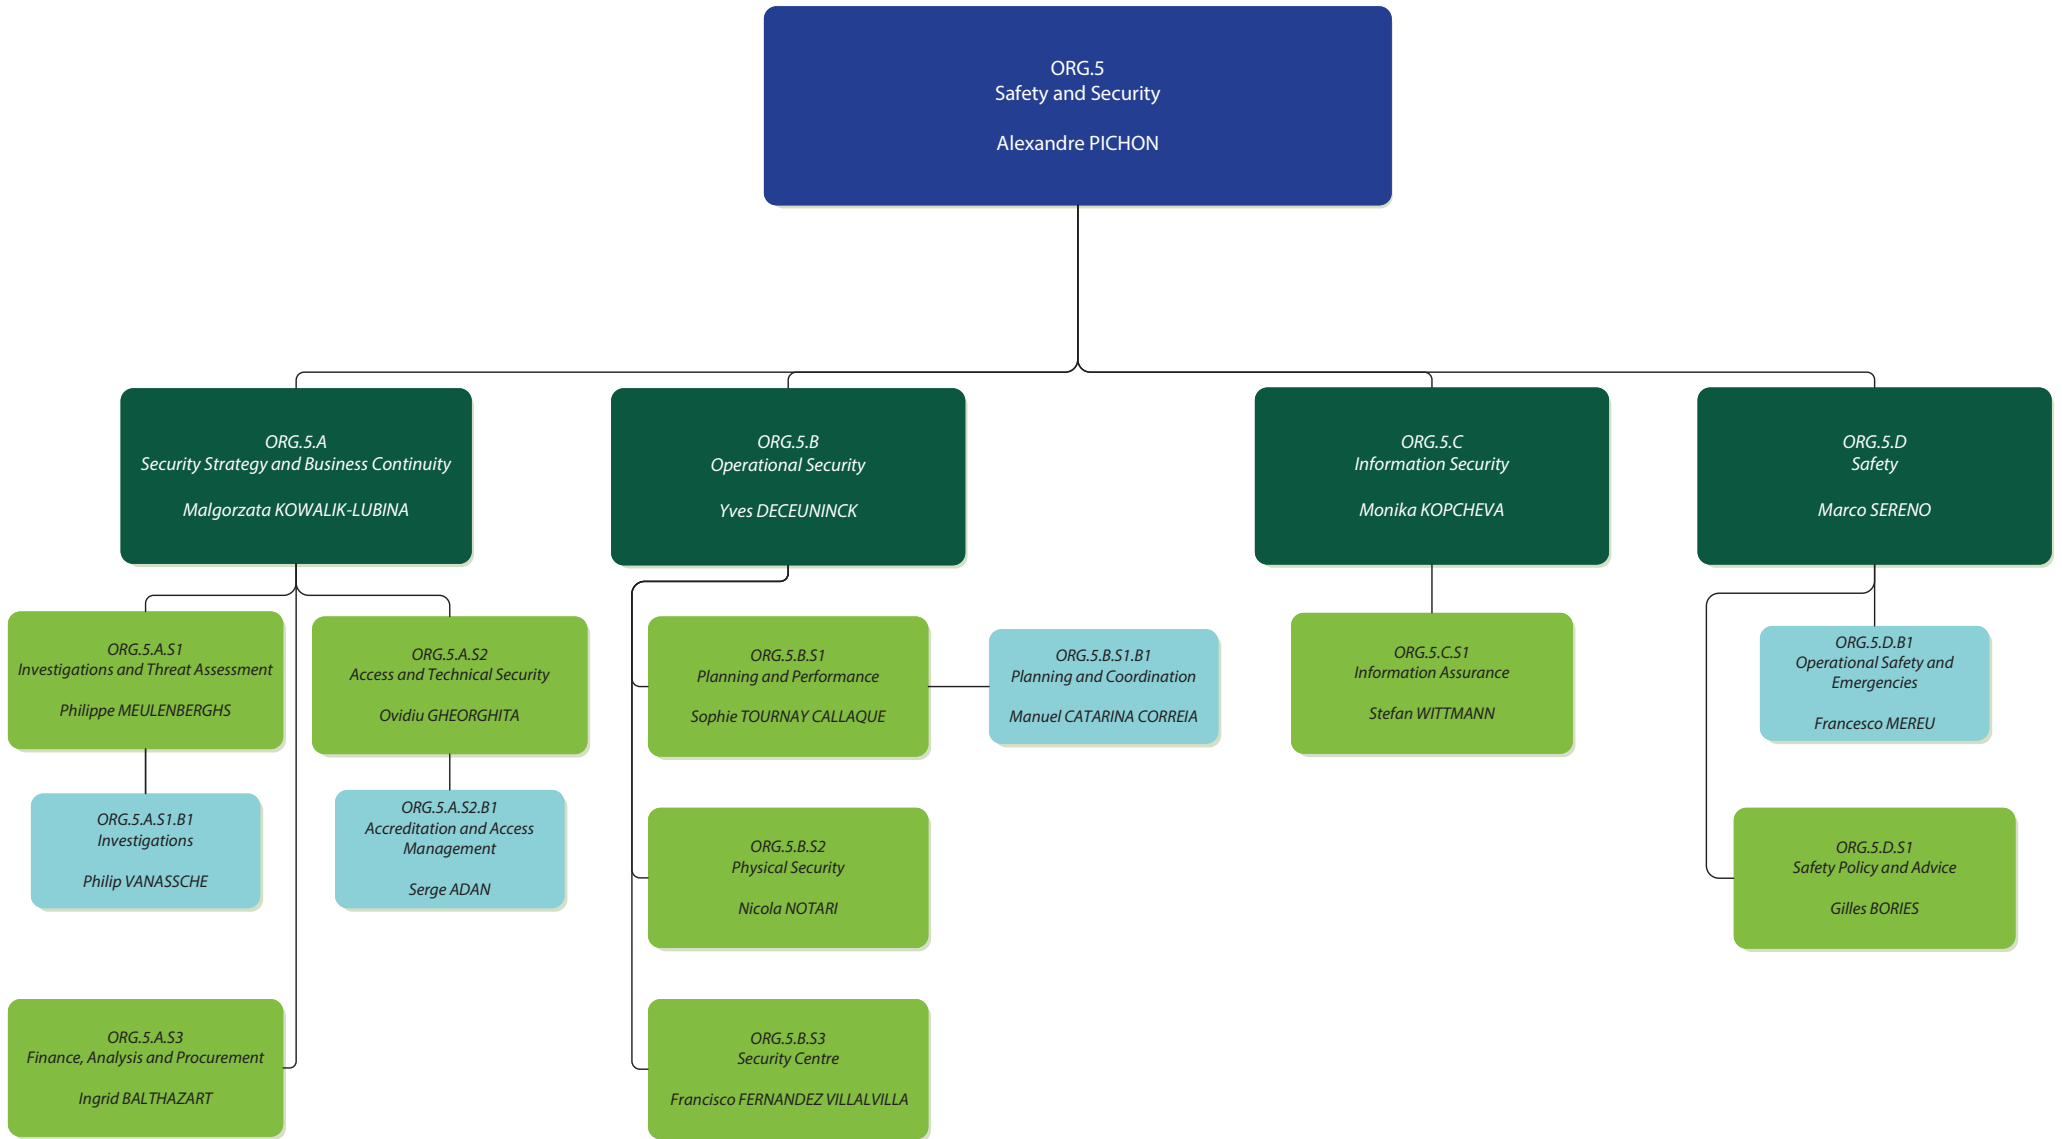 ORG.5
Safety and Security
Alexandre PICHON
ORG.5.A
Security Strategy and Business Continuity
Malgorzata KOWALIK-LUBINA
ORG.5.B
Operational Security
Yves DECEUNINCK
ORG.5.C
Information Security
Monika KOPCHEVA
ORG.5.D
Safety
Marco SERENO
ORG.5.A.S1
Investigations and Threat Assessment
Philippe MEULENBERGHS
ORG.5.A.S2
Access and Technical Security
Ovidiu GHEORGHITA
ORG.5.B.S1
Planning and Performance
Sophie TOURNAY CALLAQUE
ORG.5.B.S1.B1
Planning and Coordination
Manuel CATARINA CORREIA
ORG.5.C.S1
Information Assurance
Stefan WITTMANN
ORG.5.D.B1
Operational Safety and
Emergencies
Francesco MEREU
ORG.5.A.S1.B1
Investigations
Philip VANASSCHE
ORG.5.A.S2.B1
Accreditation and Access
Management
Serge ADAN
ORG.5.B.S2
Physical Security
Nicola NOTARI
ORG.5.D.S1
Safety Policy and Advice
Gilles BORIES
ORG.5.A.S3
Finance, Analysis and Procurement
Ingrid BALTHAZART
ORG.5.B.S3
Security Centre
Francisco FERNANDEZ VILLALVILLA